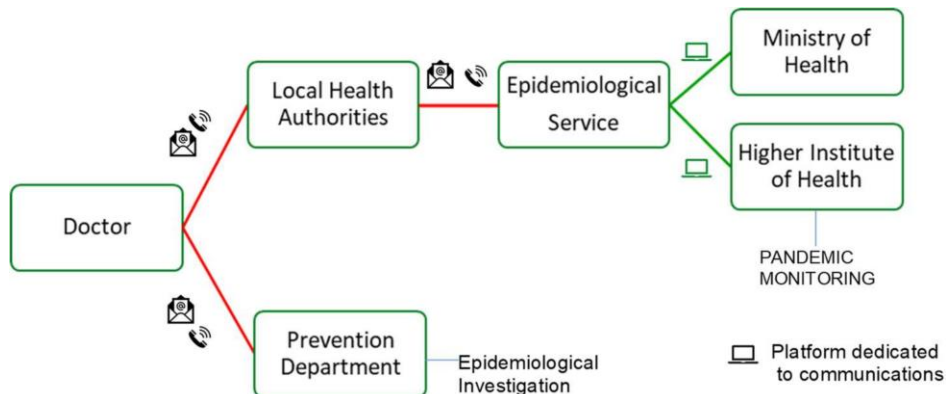 Doctor
Local Health
Authorities
Epidemiological
Service
Ministry of
Health
Higher Institute
of Health
PANDEMIC
MONITORING
Prevention
Department
Epidemiological
Investigation
Platform dedicated
to communications